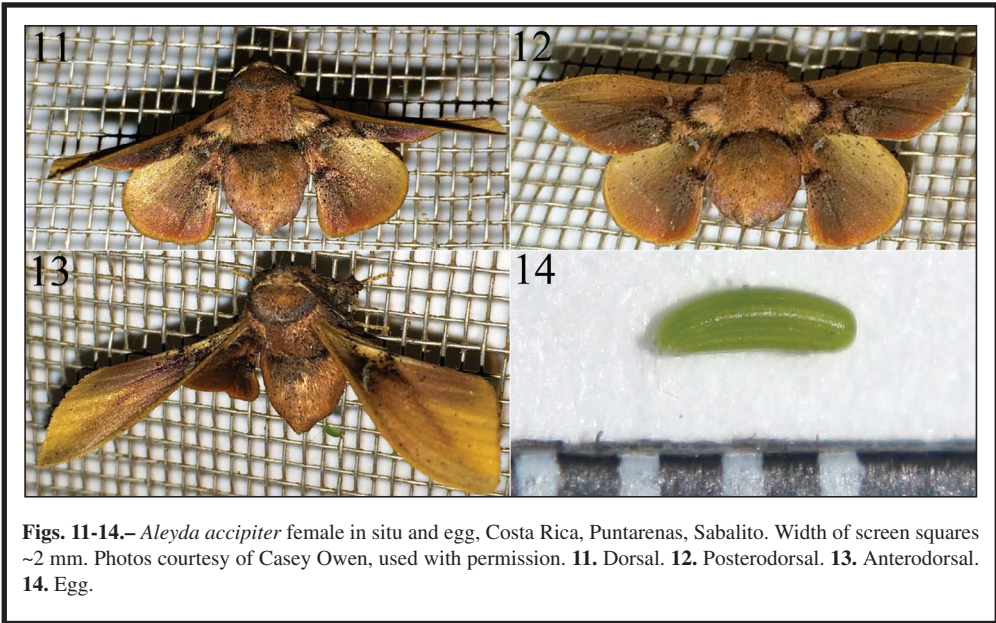 11
12
13
14
Figs. 11-14.– Aleyda accipiter female in situ and egg, Costa Rica, Puntarenas, Sabalito. Width of screen squares
~2 mm. Photos courtesy of Casey Owen, used with permission. 11. Dorsal. 12. Posterodorsal. 13. Anterodorsal.
14. Egg.